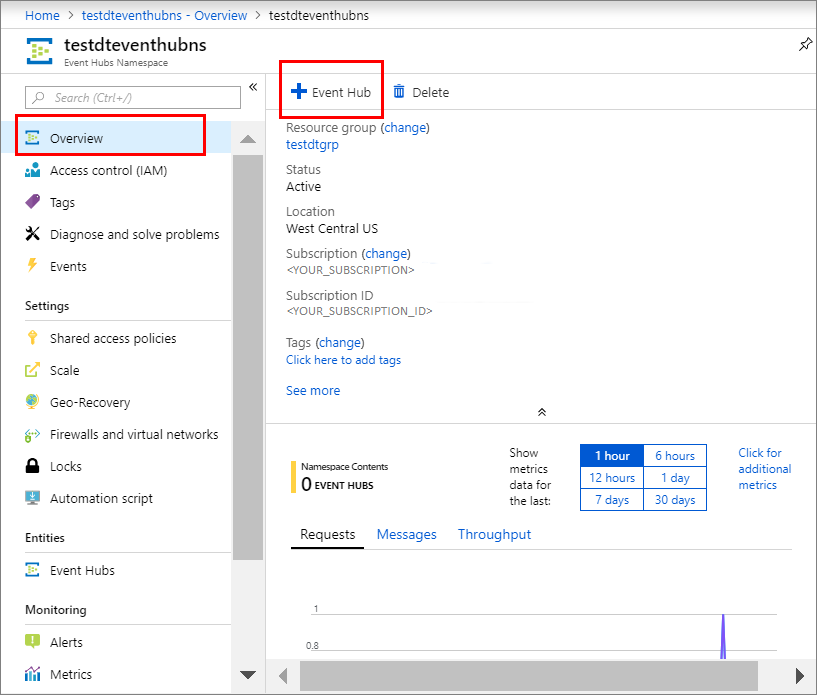 Home > testdteventhubns - Overview > testdteventhubns
testdteventhubns
Event Hubs Namespace
Search (Ctrl+/)
«
Overview
Access control (IAM)
Tags
Diagnose and solve problems
Events
Settings
Shared access policies
Scale
Geo-Recovery
Firewalls and virtual networks
Locks
Automation script
Entities
Event Hubs
Monitoring
Alerts
Metrics
+ Event Hub
Delete
Resource group (change)
testdtgrp
Status
Active
Location
West Central US
Subscription (change)
<YOUR_SUBSCRIPTION>
Subscription ID
<YOUR_SUBSCRIPTION_ID>
Tags (change)
Click here to add tags
See more
Namespace Contents
0 EVENT HUBS
Show
metrics
data for
the last:
1 hour 6 hours
12 hours 1 day
7 days 30 days
Click for
additional
metrics
Requests Messages Throughput
1
0.8